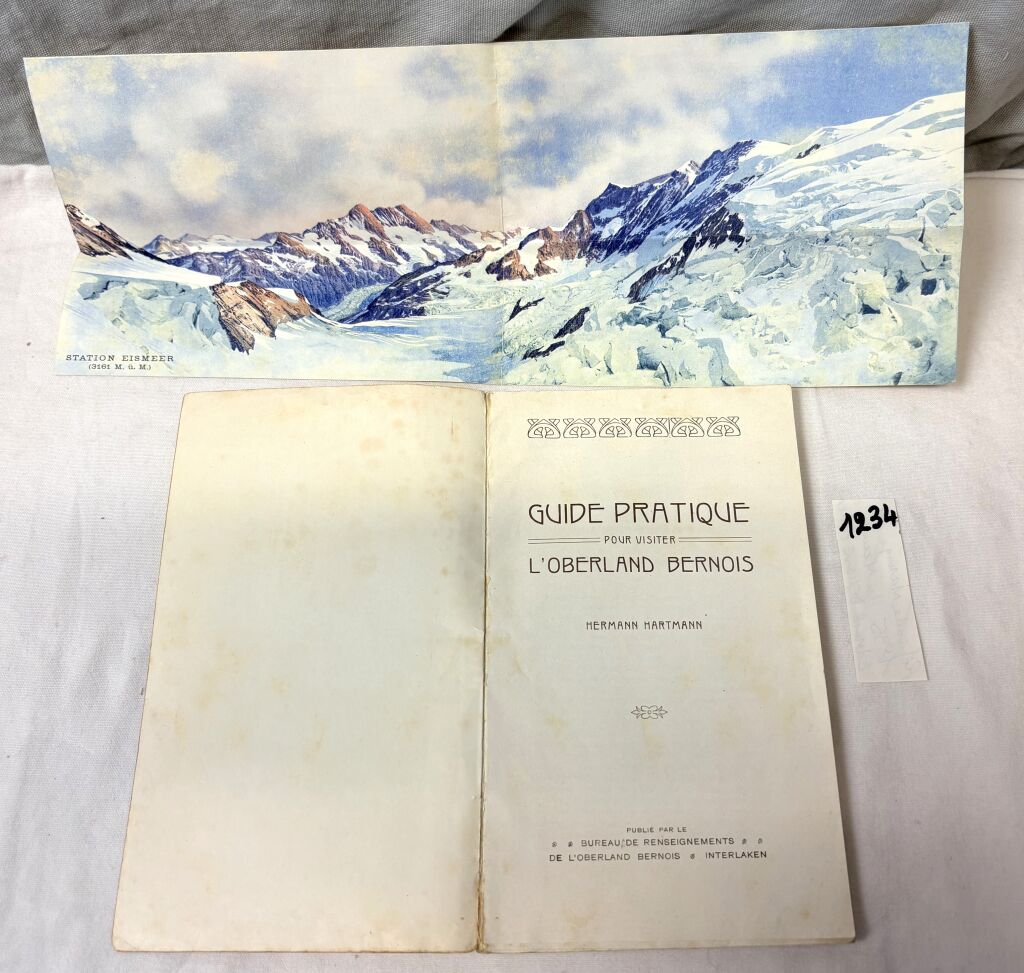 STATION EISMEER
(3161 M. ü. M.)
GUIDE PRATIQUE
POUR VISITER
L'OBERLAND BERNOIS
HERMANN HARTMANN
PUBLIÉ PAR LE
BUREAU DE RENSEIGNEMENTS
DE L'OBERLAND BERNOIS INTERLAKEN
1234